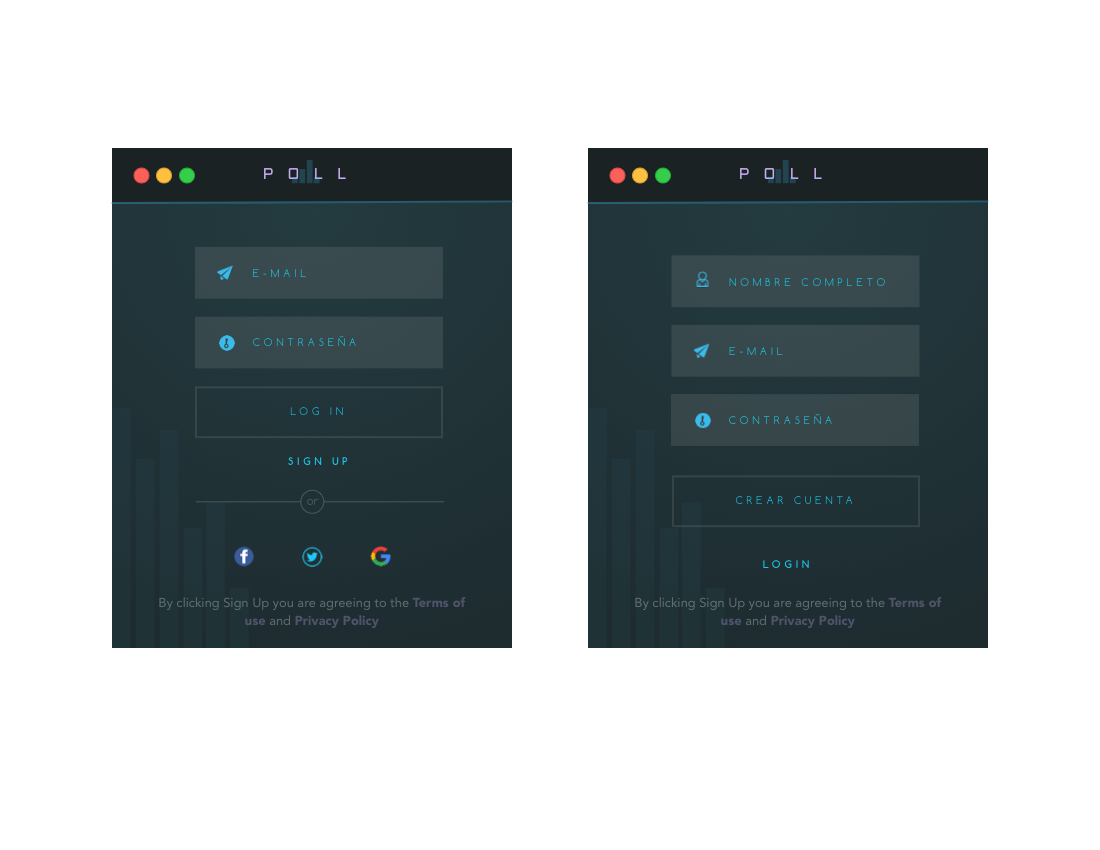 POLL
E-MAIL
CONTRASEÑA
LOG IN
SIGN UP
or
By clicking Sign Up you are agreeing to the Terms of
use and Privacy Policy
POLL
NOMBRE COMPLETO
E-MAIL
CONTRASEÑA
CREAR CUENTA
LOGIN
By clicking Sign Up you are agreeing to the Terms of
use and Privacy Policy